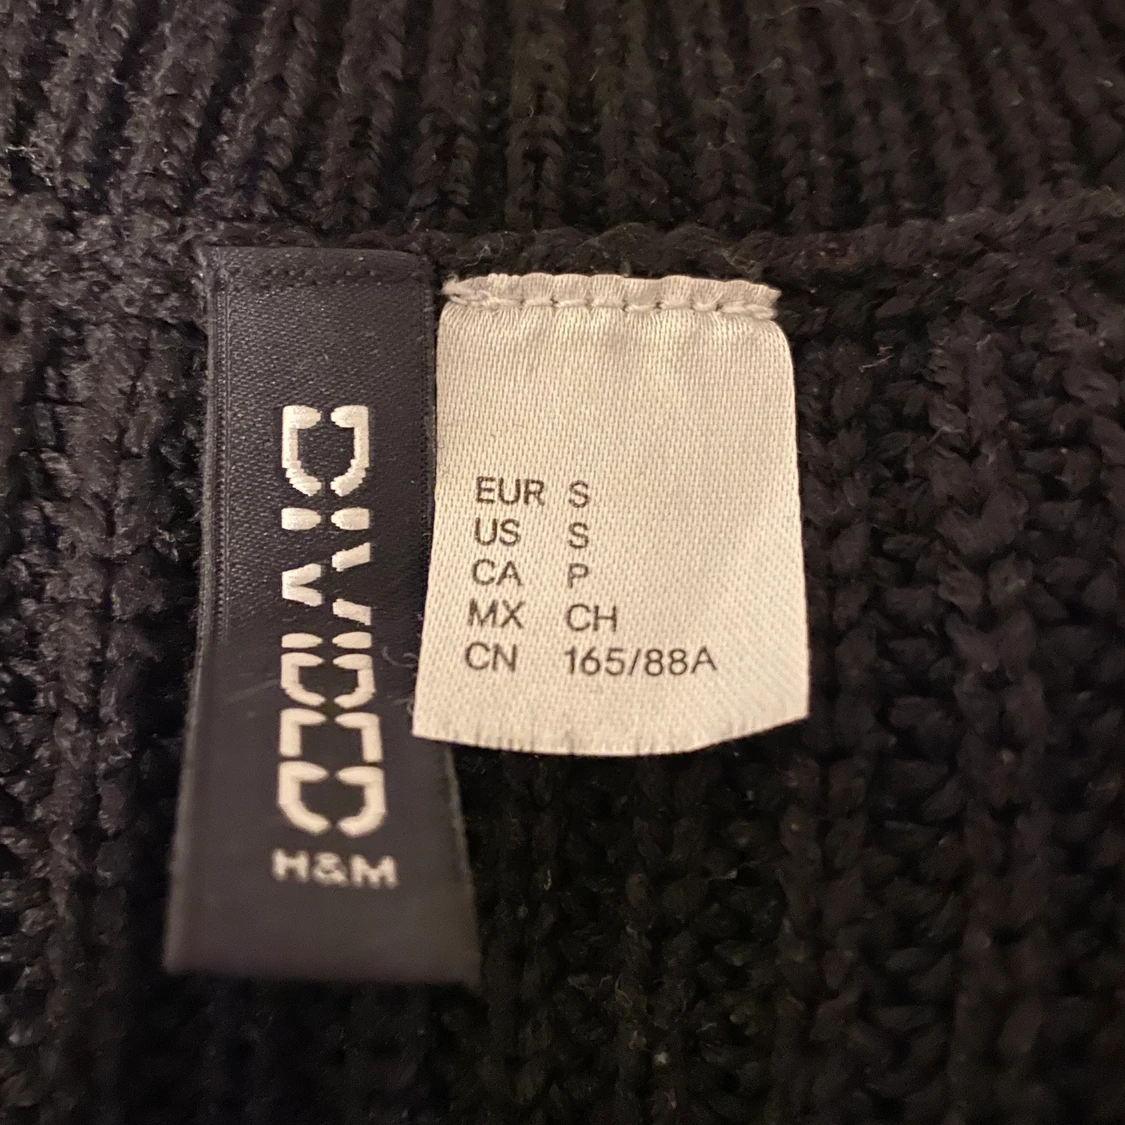 DIVIDED
H&M
EUR S
US S
CA P
MX CH
CN 165/88A